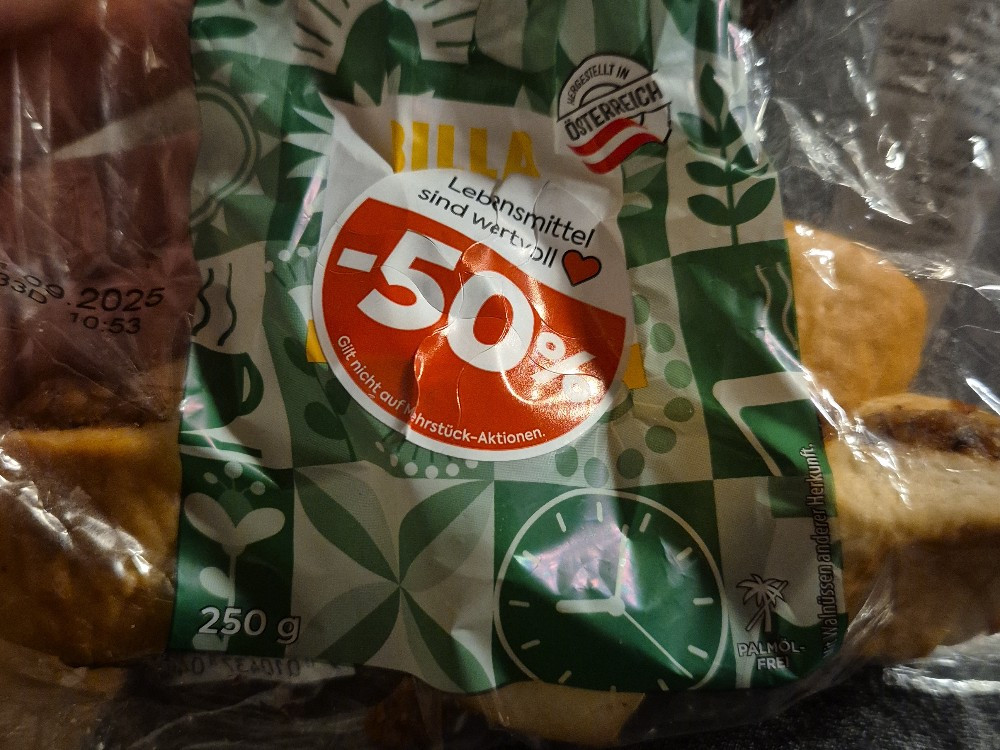 HERGESTELLT IN
ÖSTERREICH
BILLA
Lebensmittel
sind wertvoll
-50%
Gilt nicht auf Mehrstück-Aktionen.
.09.2025
33D 10:53
250 g
PALMÖL-
FREI
Walnüssen anderer Herkunft.